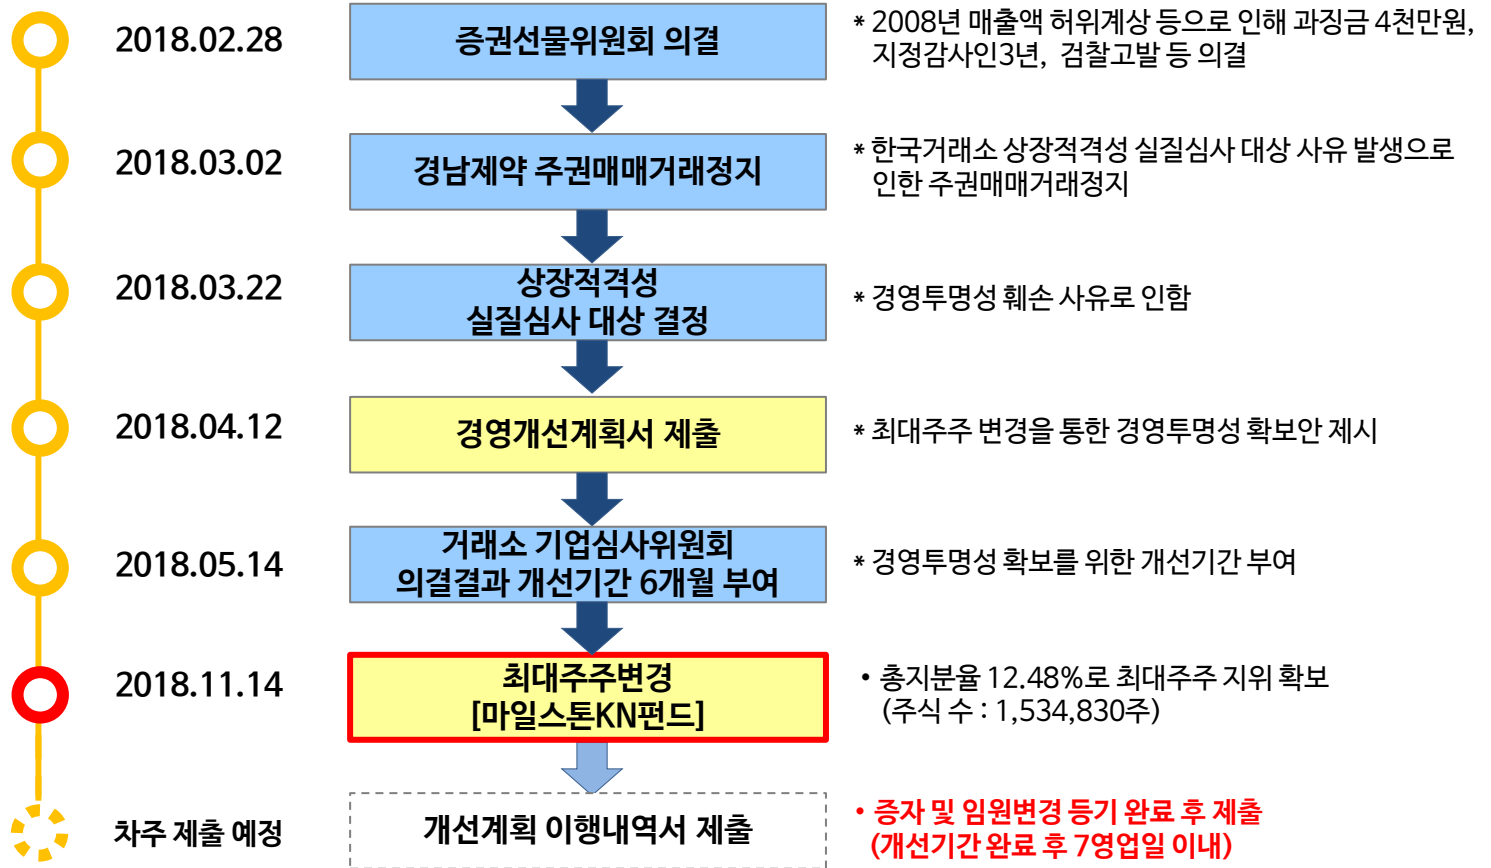 2018.02.28
증권선물위원회 의결
* 2008년 매출액 허위계상 등으로 인해 과징금 4천만원,
지정감사인3년, 검찰고발 등 의결
2018.03.02
경남제약 주권매매거래정지
* 한국거래소 상장적격성 실질심사 대상 사유 발생으로
인한 주권매매거래정지
2018.03.22
상장적격성
실질심사 대상 결정
* 경영투명성 훼손 사유로 인함
2018.04.12
경영개선계획서 제출
* 최대주주 변경을 통한 경영투명성 확보안 제시
2018.05.14
거래소 기업심사위원회
의결결과 개선기간 6개월 부여
* 경영투명성 확보를 위한 개선기간 부여
2018.11.14
최대주주변경
[마일스톤KN펀드]
• 총지분율 12.48%로 최대주주 지위 확보
(주식 수 : 1,534,830주)
차주 제출 예정
개선계획 이행내역서 제출
• 증자 및 임원변경 등기 완료 후 제출
(개선기간 완료 후 7영업일 이내)